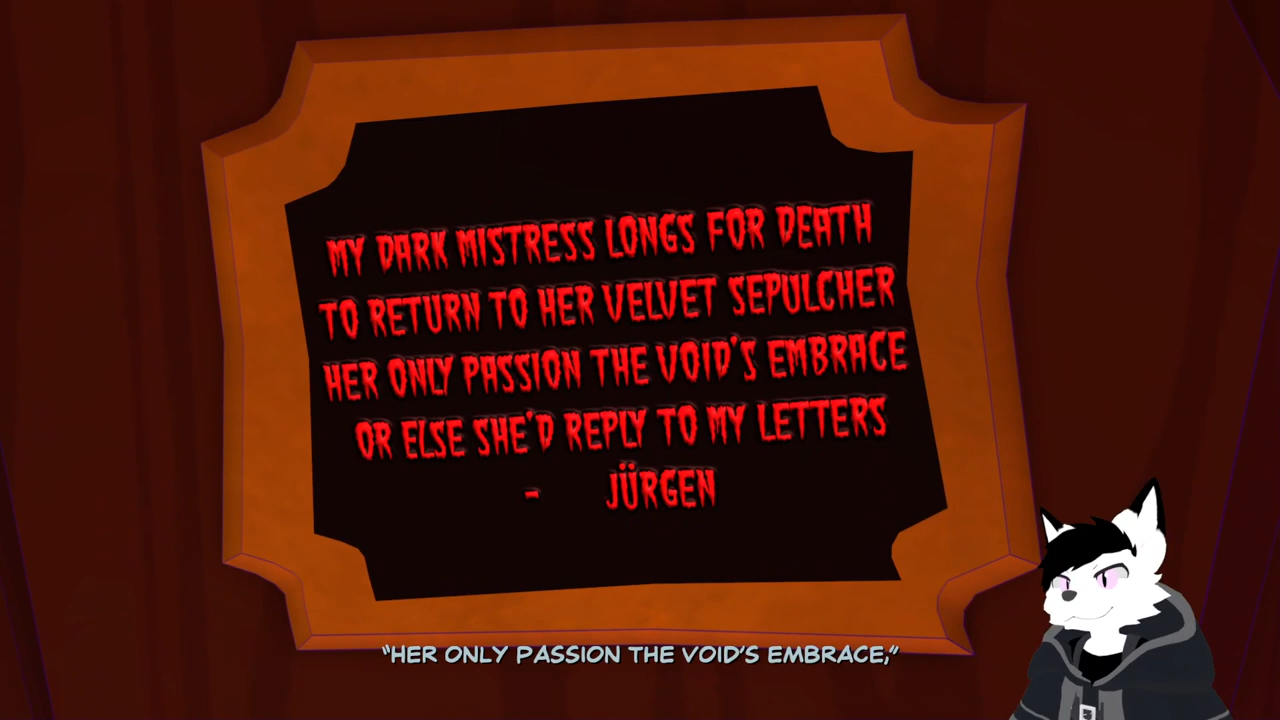 MY DARK MISTRESS LONGS FOR DEATH
TO RETURN TO HER VELVET SEPULCHER
HER ONLY PASSION THE VOID'S EMBRACE
OR ELSE SHE'D REPLY TO MY LETTERS
- JÜRGEN
"HER ONLY PASSION THE VOID'S EMBRACE,"